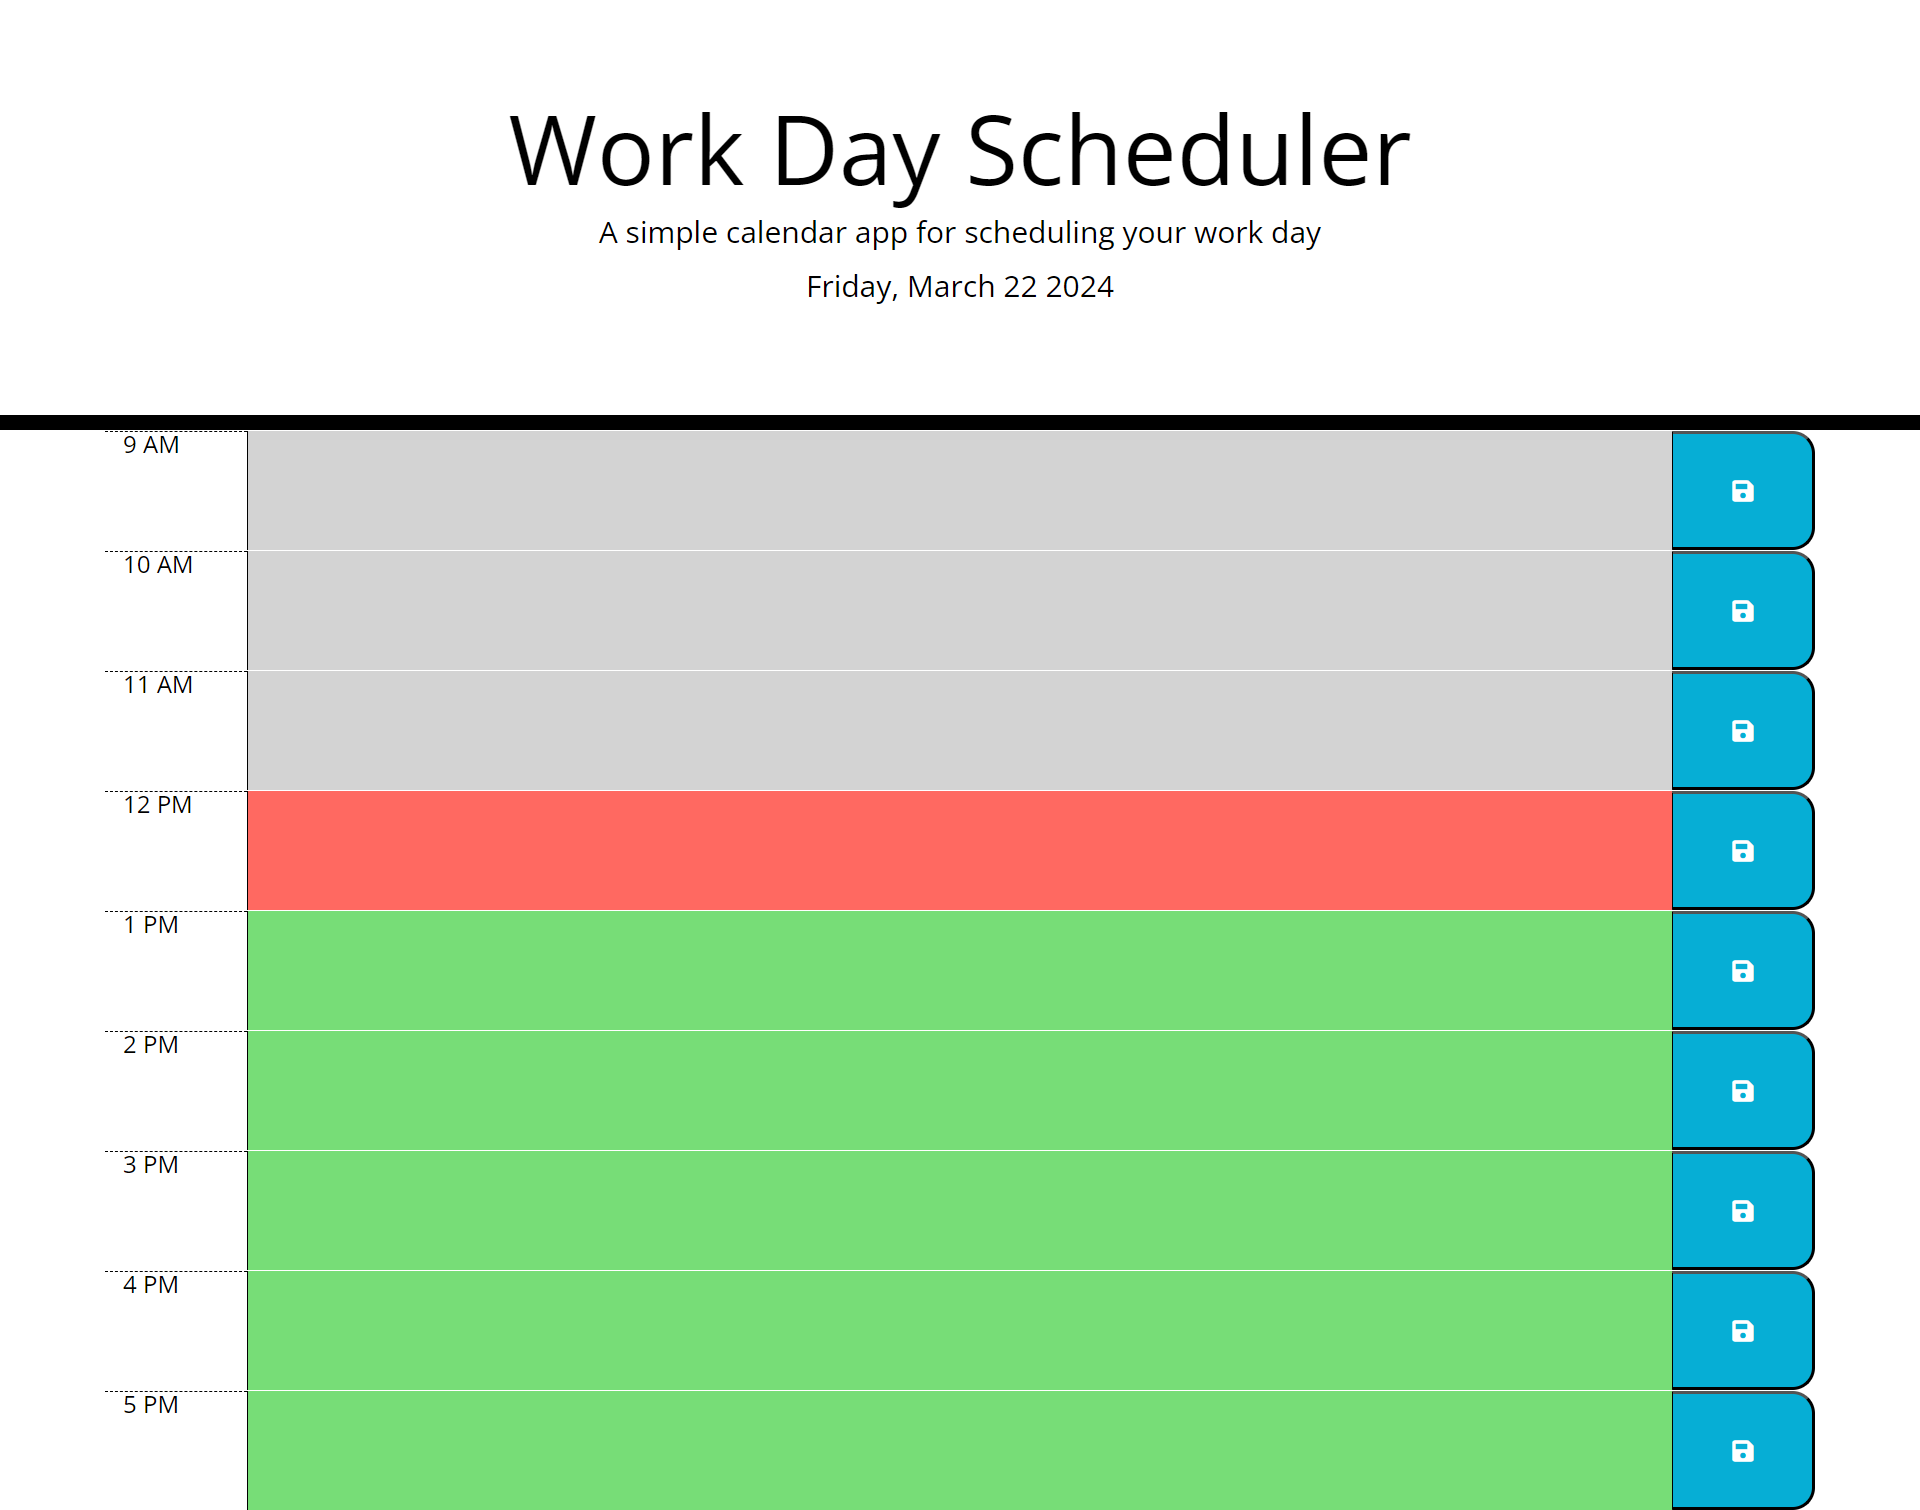 Work Day Scheduler
A simple calendar app for scheduling your work day
Friday, March 22 2024
9 AM
10 AM
11 AM
12 PM
1 PM
2 PM
3 PM
4 PM
5 PM